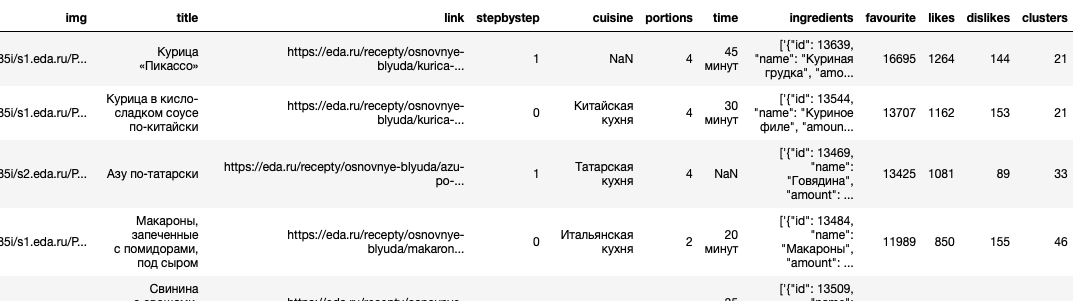 img title link stepbystep cuisine portions time ingredients favourite likes dislikes clusters
35i/s1.eda.ru/P...
Курица
«Пикассо»
https://eda.ru/recepty/osnovnye-
blyuda/kurica-...
1
NaN
4
45
минут
['{"id": 13639,
"name": "Куриная
грудка", "amo...
16695
1264
144
21
35i/s1.eda.ru/P...
Курица в кисло-
сладком соусе
по-китайски
https://eda.ru/recepty/osnovnye-
blyuda/kurica-...
0
Китайская
кухня
4
30
минут
['{"id": 13544,
"name": "Куриное
филе", "amoun...
13707
1162
153
21
35i/s2.eda.ru/P...
Азу по-татарски
https://eda.ru/recepty/osnovnye-blyuda/azu-
po-...
1
Татарская
кухня
4
NaN
['{"id": 13469,
"name":
"Говядина",
"amount": ...
13425
1081
89
33
35i/s1.eda.ru/P...
Макароны,
запеченные
с помидорами,
под сыром
https://eda.ru/recepty/osnovnye-
blyuda/makaron...
0
Итальянская
кухня
2
20
минут
['{"id": 13484,
"name":
"Макароны",
"amount": ...
11989
850
155
46
Свинина
['{"id": 13509,